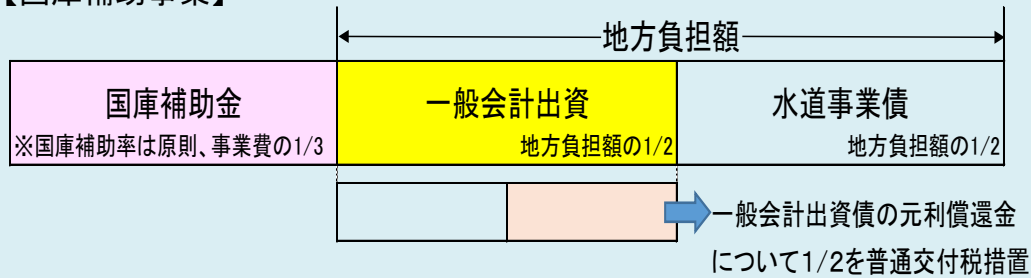 【国庫補助事業】
地方負担額
国庫補助金
※国庫補助率は原則、事業費の1/3
一般会計出資
地方負担額の1/2
水道事業債
地方負担額の1/2
一般会計出資債の元利償還金
について1/2を普通交付税措置